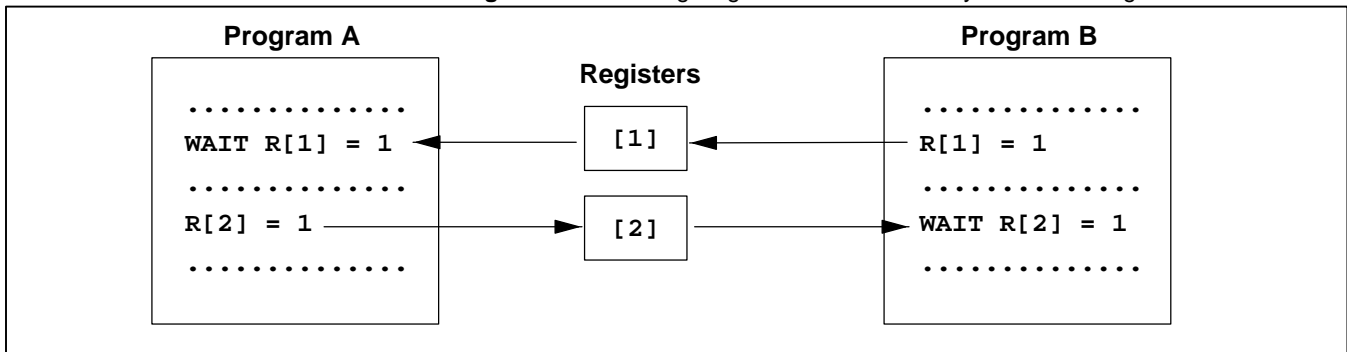 Program A
Program B
Registers
..............
WAIT R[1] = 1
..............
R[2] = 1
..............
[1]
[2]
..............
R[1] = 1
..............
WAIT R[2] = 1
..............